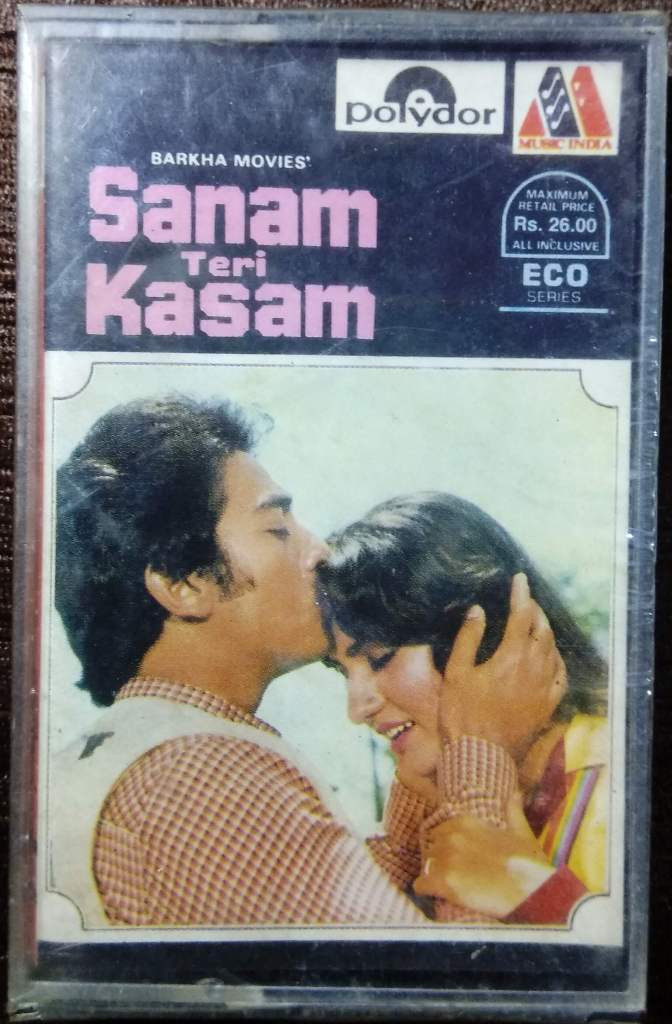 polydor
MUSIC INDIA
BARKHA MOVIES'
Sanam
Teri
Kasam
MAXIMUM
RETAIL PRICE
Rs. 26.00
ALL INCLUSIVE
ECO
SERIES